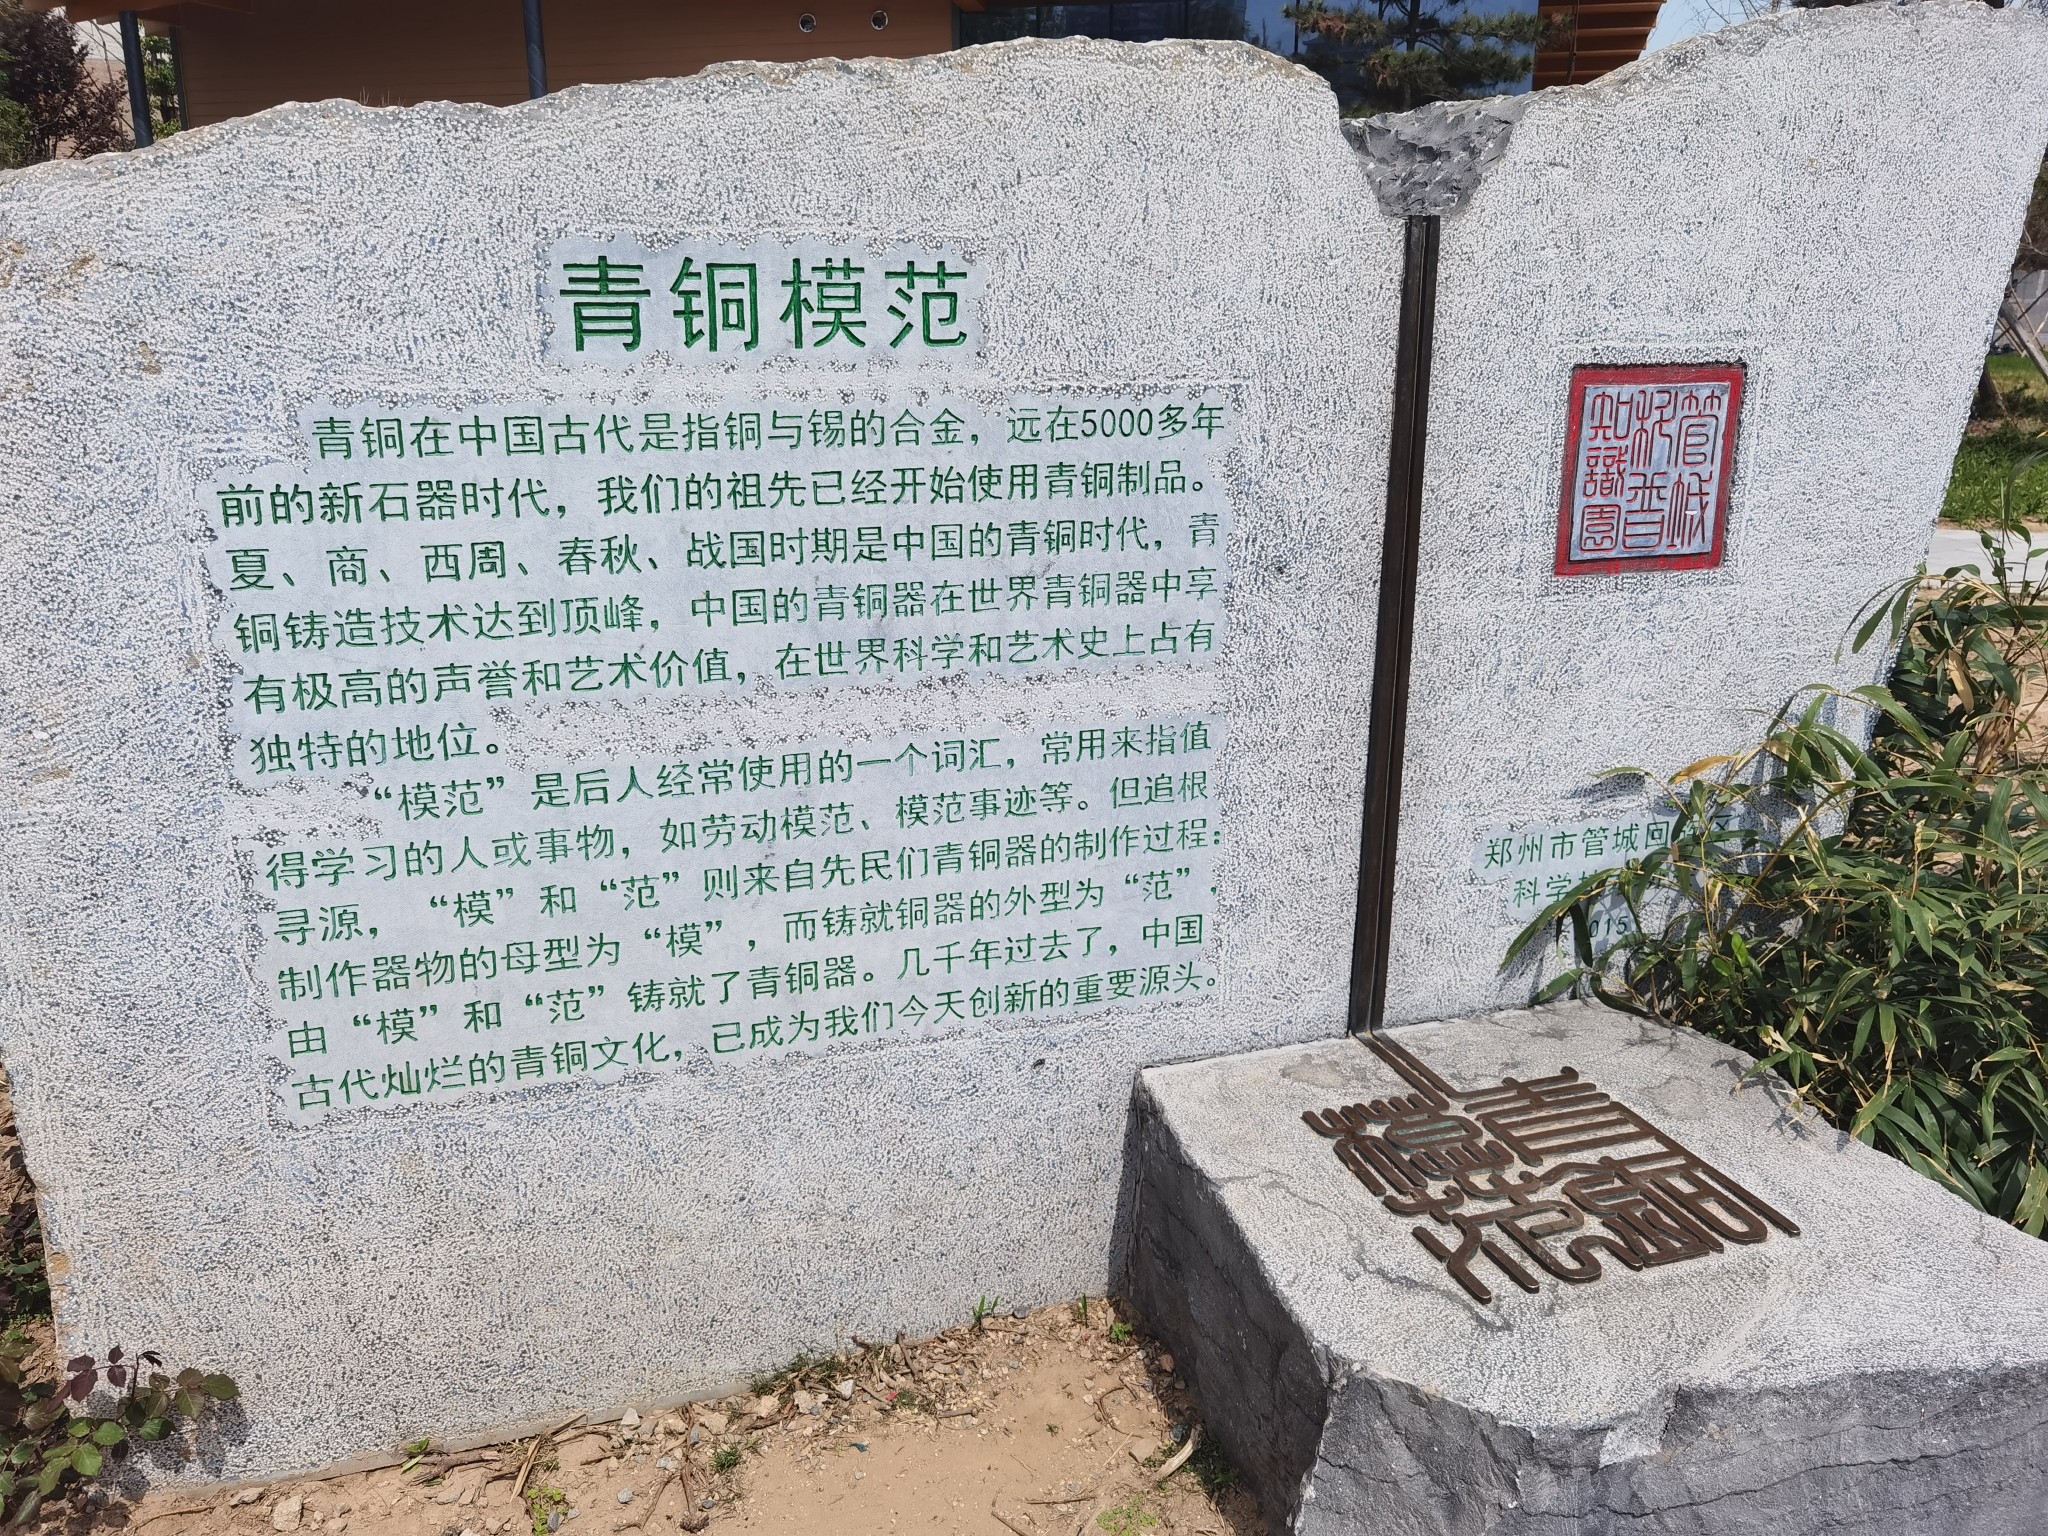 青铜模范
青铜在中国古代是指铜与锡的合金，远在5000多年
前的新石器时代，我们的祖先已经开始使用青铜制品。
夏、商、西周、春秋、战国时期是中国的青铜时代，青
铜铸造技术达到顶峰，中国的青铜器在世界青铜器中享
有极高的声誉和艺术价值，在世界科学和艺术史上占有
独特的地位。
“模范”是后人经常使用的一个词汇，常用来指值
得学习的人或事物，如劳动模范、模范事迹等。但追根
寻源，“模”和“范”则来自先民们青铜器的制作过程：
制作器物的母型为“模”，而铸就铜器的外型为“范”，
由“模”和“范”铸就了青铜器。几千年过去了，中国
古代灿烂的青铜文化，已成为我们今天创新的重要源头。
管城
科普
知識園
郑州市管城回族区
科学
015
青铜
模范